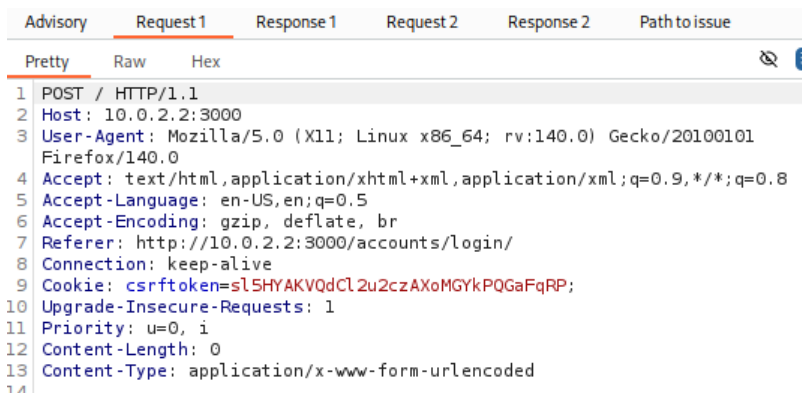 Advisory Request 1 Response 1 Request 2 Response 2 Path to issue
Pretty Raw Hex
1 POST / HTTP/1.1
2 Host: 10.0.2.2:3000
3 User-Agent: Mozilla/5.0 (X11; Linux x86_64; rv:140.0) Gecko/20100101
Firefox/140.0
4 Accept: text/html,application/xhtml+xml,application/xml;q=0.9,*/*;q=0.8
5 Accept-Language: en-US,en;q=0.5
6 Accept-Encoding: gzip, deflate, br
7 Referer: http://10.0.2.2:3000/accounts/login/
8 Connection: keep-alive
9 Cookie: csrftoken=sl5HYAKVQdCl2u2czAXoMGYkPQGaFqRP;
10 Upgrade-Insecure-Requests: 1
11 Priority: u=0, i
12 Content-Length: 0
13 Content-Type: application/x-www-form-urlencoded
14